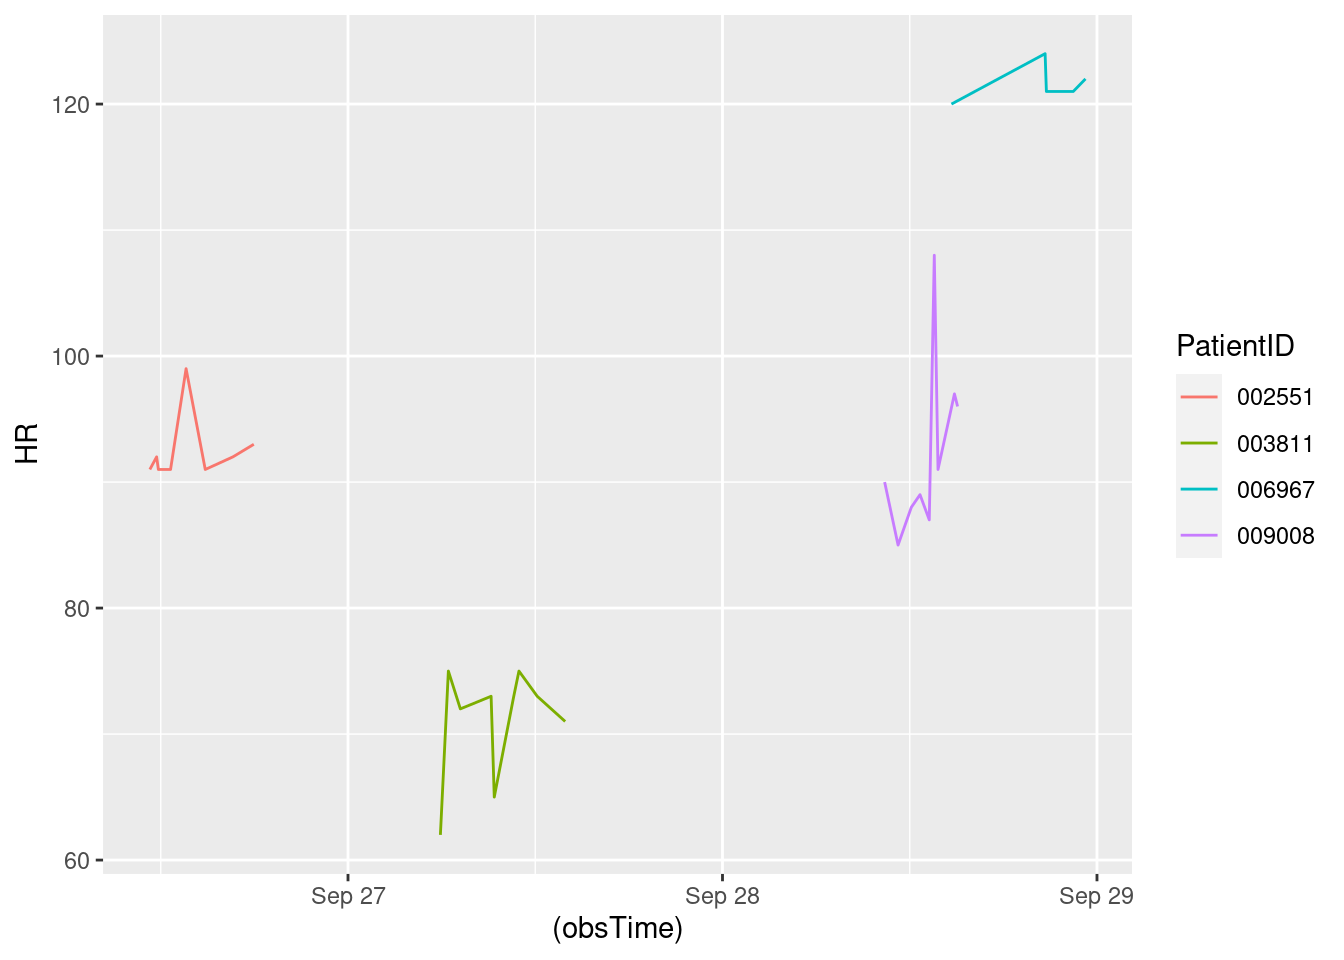 120
100
80
60
HR
Sep 27
Sep 28
Sep 29
(obsTime)
PatientID
002551
003811
006967
009008